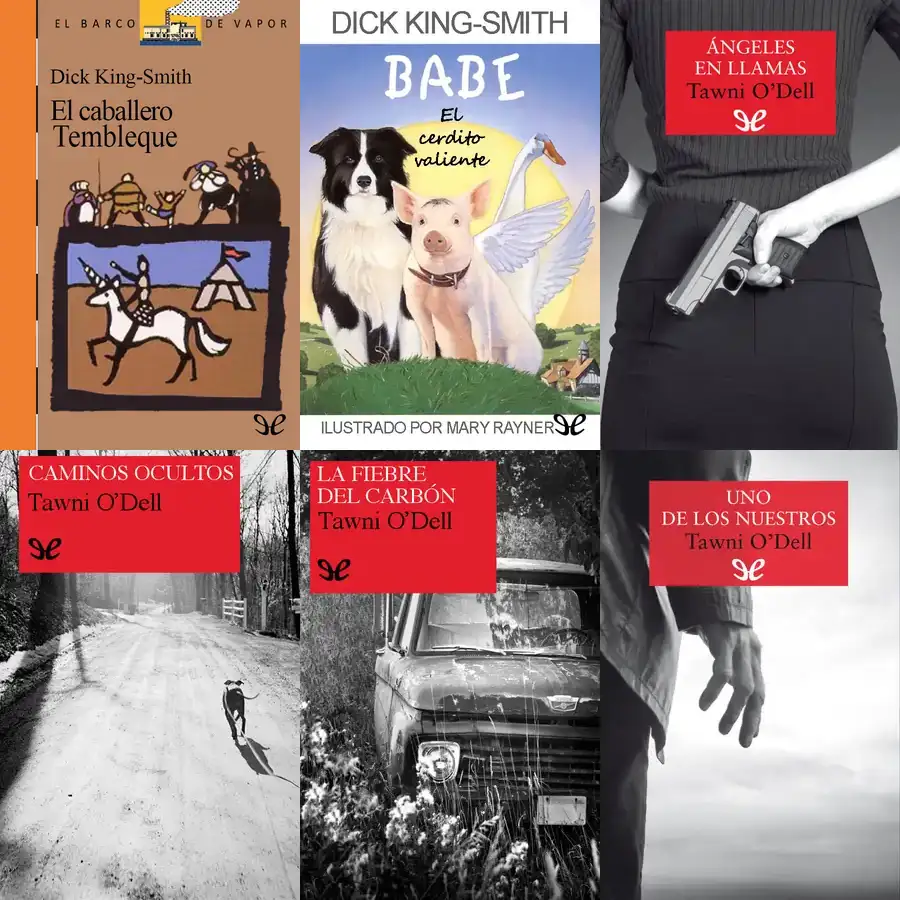 EL BARCO DE VAPOR
Dick King-Smith
El caballero
Tembleque
DICK KING-SMITH
BABE
El
cerdito
valiente
ILUSTRADO POR MARY RAYNER
ÁNGELES
EN LLAMAS
Tawni O'Dell
CAMINOS OCULTOS
Tawni O'Dell
LA FIEBRE
DEL CARBÓN
Tawni O'Dell
UNO
DE LOS NUESTROS
Tawni O'Dell